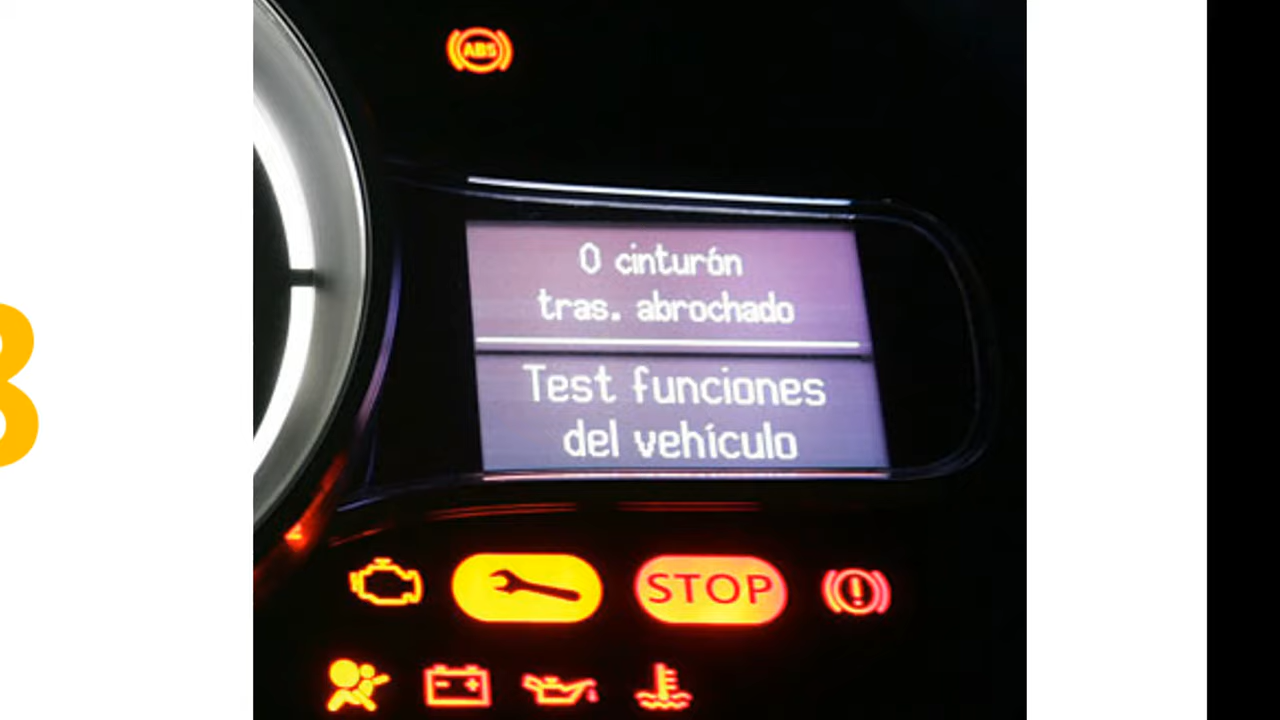 ABS
0 cinturón
tras. abrochado
Test funciones
del vehículo
STOP